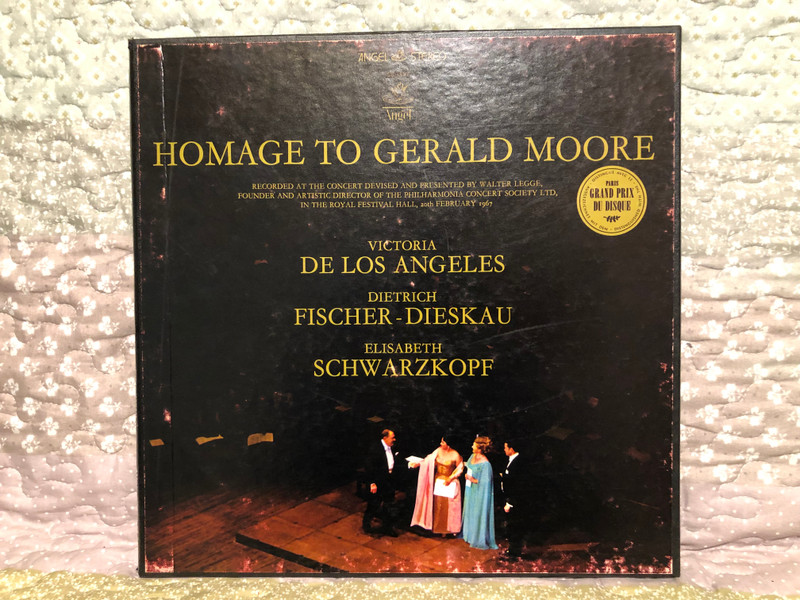 ANGEL STEREO
Angel
HOMAGE TO GERALD MOORE
RECORDED AT THE CONCERT DEVISED AND PRESENTED BY WALTER LEGGE,
FOUNDER AND ARTISTIC DIRECTOR OF THE PHILHARMONIA CONCERT SOCIETY LTD,
IN THE ROYAL FESTIVAL HALL, 20th FEBRUARY 1967
PARIS
GRAND PRIX
DU DISQUE
VICTORIA
DE LOS ANGELES
DIETRICH
FISCHER-DIESKAU
ELISABETH
SCHWARZKOPF